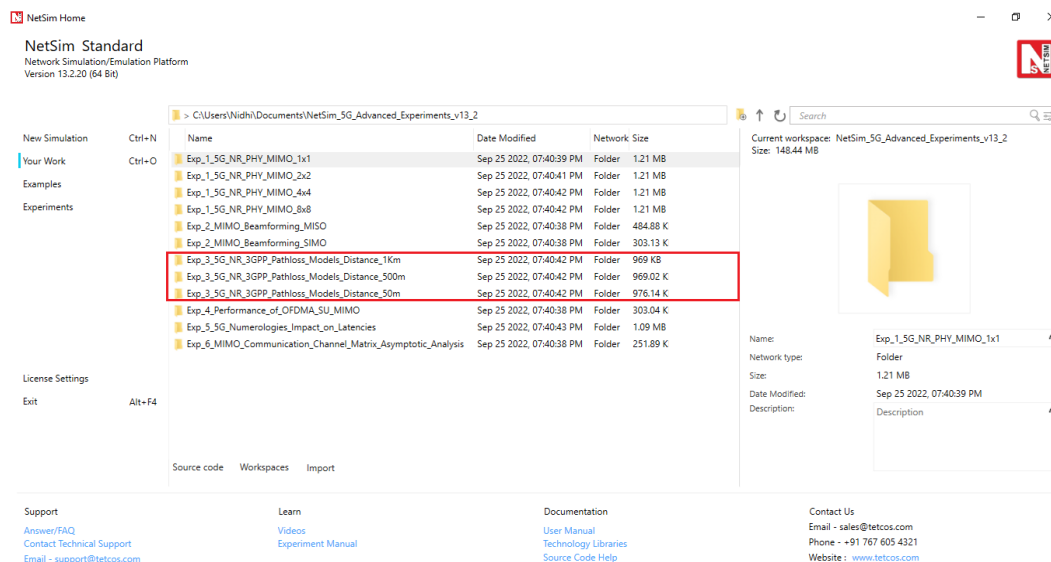 NetSim Home
NetSim Standard
Network Simulation/Emulation Platform
Version 13.2.20 (64 Bit)
NETSIM
> C:\Users\Nidhi\Documents\NetSim_5G_Advanced_Experiments_v13_2
Search
New Simulation Ctrl+N
Your Work Ctrl+O
Examples
Experiments
License Settings
Exit Alt+F4
Name Date Modified Network Size
Exp_1_5G_NR_PHY_MIMO_1x1 Sep 25 2022, 07:40:39 PM Folder 1.21 MB
Exp_1_5G_NR_PHY_MIMO_2x2 Sep 25 2022, 07:40:41 PM Folder 1.21 MB
Exp_1_5G_NR_PHY_MIMO_4x4 Sep 25 2022, 07:40:42 PM Folder 1.21 MB
Exp_1_5G_NR_PHY_MIMO_8x8 Sep 25 2022, 07:40:42 PM Folder 1.21 MB
Exp_2_MIMO_Beamforming_MISO Sep 25 2022, 07:40:38 PM Folder 484.88 K
Exp_2_MIMO_Beamforming_SIMO Sep 25 2022, 07:40:38 PM Folder 303.13 K
Exp_3_5G_NR_3GPP_Pathloss_Models_Distance_1Km Sep 25 2022, 07:40:42 PM Folder 969 KB
Exp_3_5G_NR_3GPP_Pathloss_Models_Distance_500m Sep 25 2022, 07:40:42 PM Folder 969.02 K
Exp_3_5G_NR_3GPP_Pathloss_Models_Distance_50m Sep 25 2022, 07:40:42 PM Folder 976.14 K
Exp_4_Performance_of_OFDMA_SU_MIMO Sep 25 2022, 07:40:38 PM Folder 303.04 K
Exp_5_5G_Numerologies_Impact_on_Latencies Sep 25 2022, 07:40:43 PM Folder 1.09 MB
Exp_6_MIMO_Communication_Channel_Matrix_Asymptotic_Analysis Sep 25 2022, 07:40:38 PM Folder 251.89 K
Source code Workspaces Import
Current workspace: NetSim_5G_Advanced_Experiments_v13_2
Size: 148.44 MB
Name: Exp_1_5G_NR_PHY_MIMO_1x1
Network type: Folder
Size: 1.21 MB
Date Modified: Sep 25 2022, 07:40:39 PM
Description: Description
Support
Answer/FAQ
Contact Technical Support
Email - support@tetcos.com
Learn
Videos
Experiment Manual
Documentation
User Manual
Technology Libraries
Source Code Help
Contact Us
Email - sales@tetcos.com
Phone - +91 767 605 4321
Website : www.tetcos.com